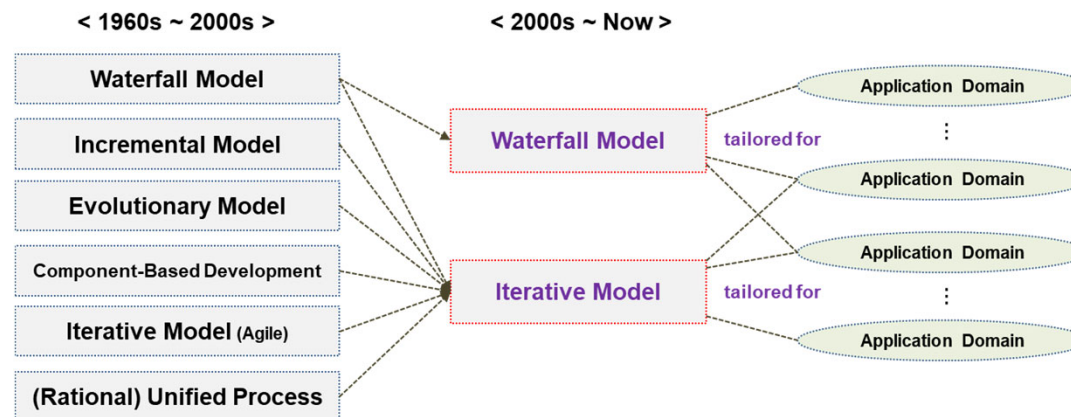 < 1960s ~ 2000s >
< 2000s ~ Now >
Waterfall Model
Incremental Model
Evolutionary Model
Component-Based Development
Iterative Model (Agile)
(Rational) Unified Process
Waterfall Model
Iterative Model
tailored for
tailored for
Application Domain
⋮
Application Domain
Application Domain
⋮
Application Domain